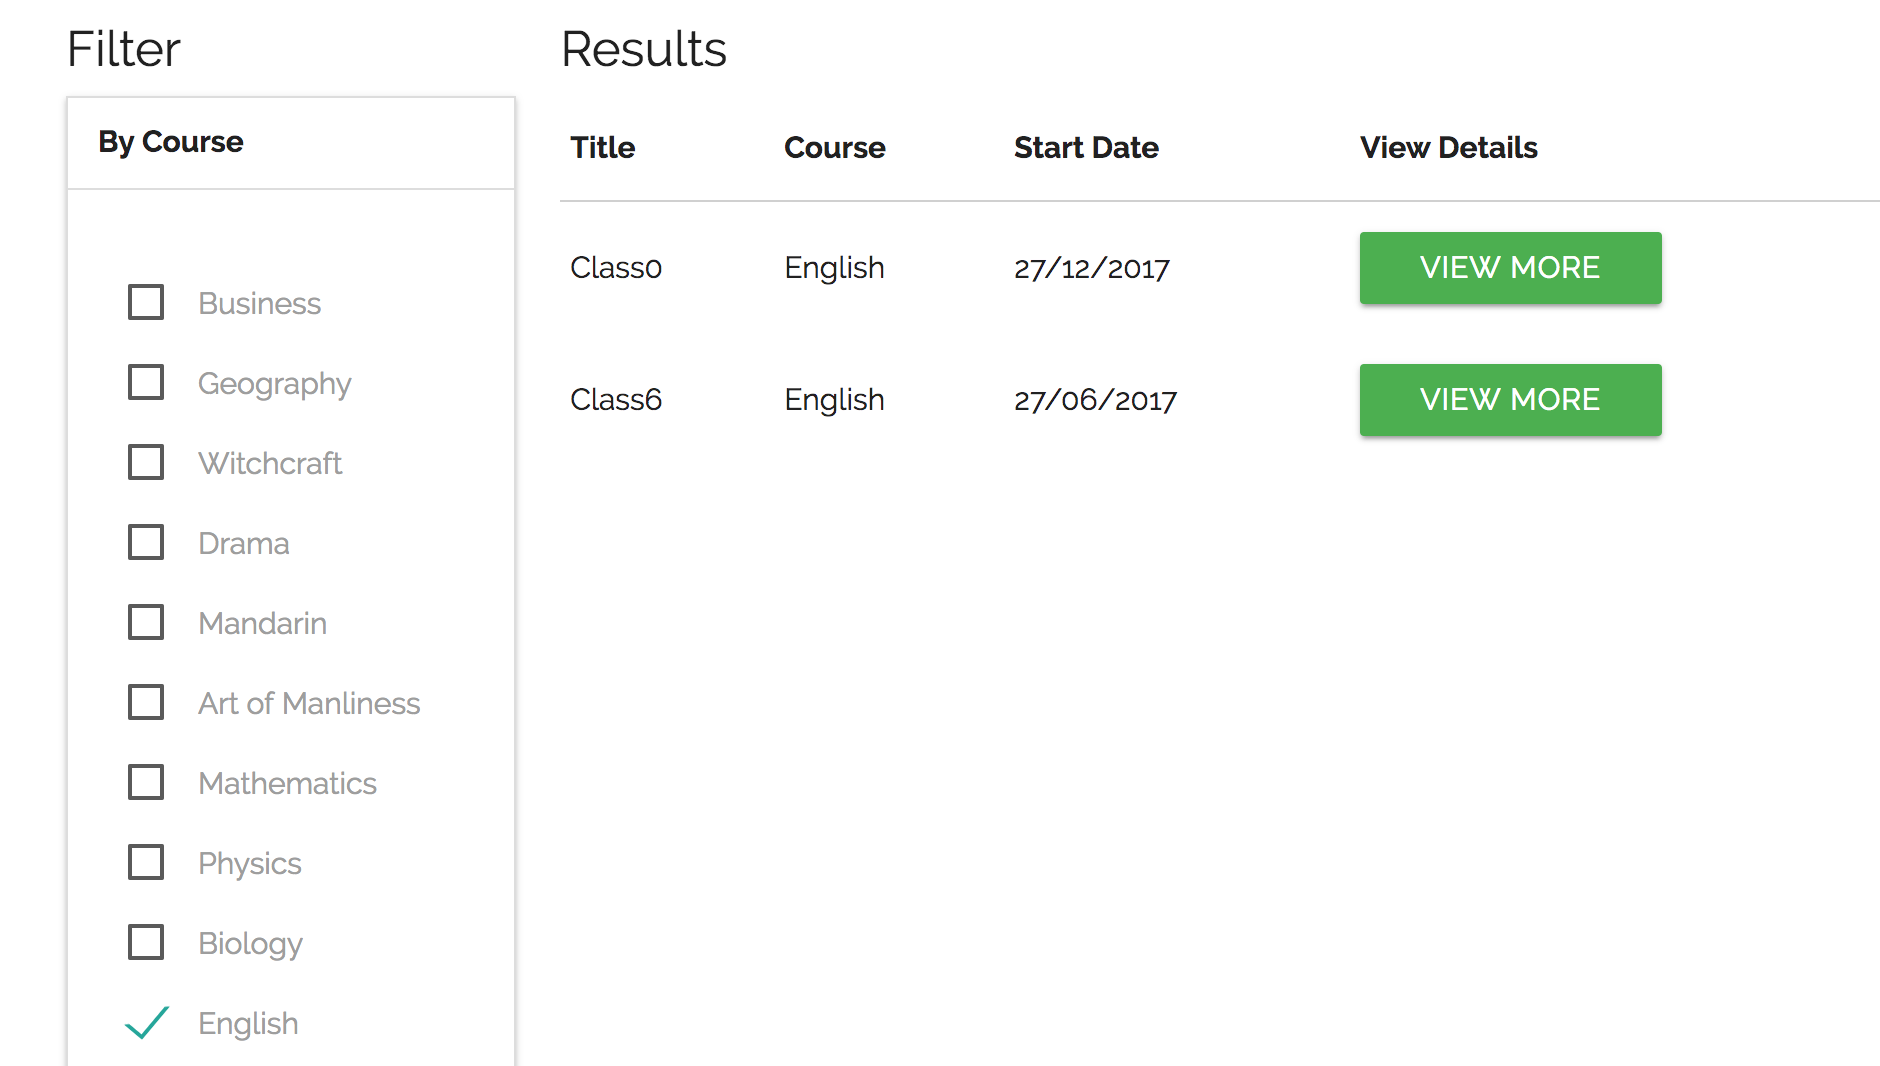 Filter
By Course
Business
Geography
Witchcraft
Drama
Mandarin
Art of Manliness
Mathematics
Physics
Biology
English
Results
Title Course Start Date View Details
Class0 English 27/12/2017 VIEW MORE
Class6 English 27/06/2017 VIEW MORE